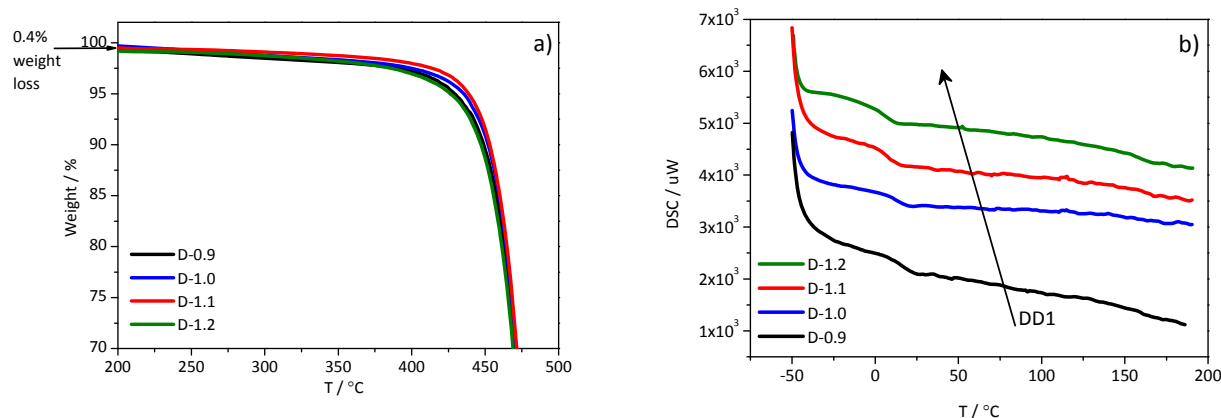 0.4%
weight
loss
a)
100
95
90
85
80
75
70
Weight / %
D-0.9
D-1.0
D-1.1
D-1.2
200
250
300
350
400
450
500
T / °C
b)
7x10³
6x10³
5x10³
4x10³
3x10³
2x10³
1x10³
DSC / uW
D-1.2
D-1.1
D-1.0
D-0.9
DD1
-50
0
50
100
150
200
T / °C